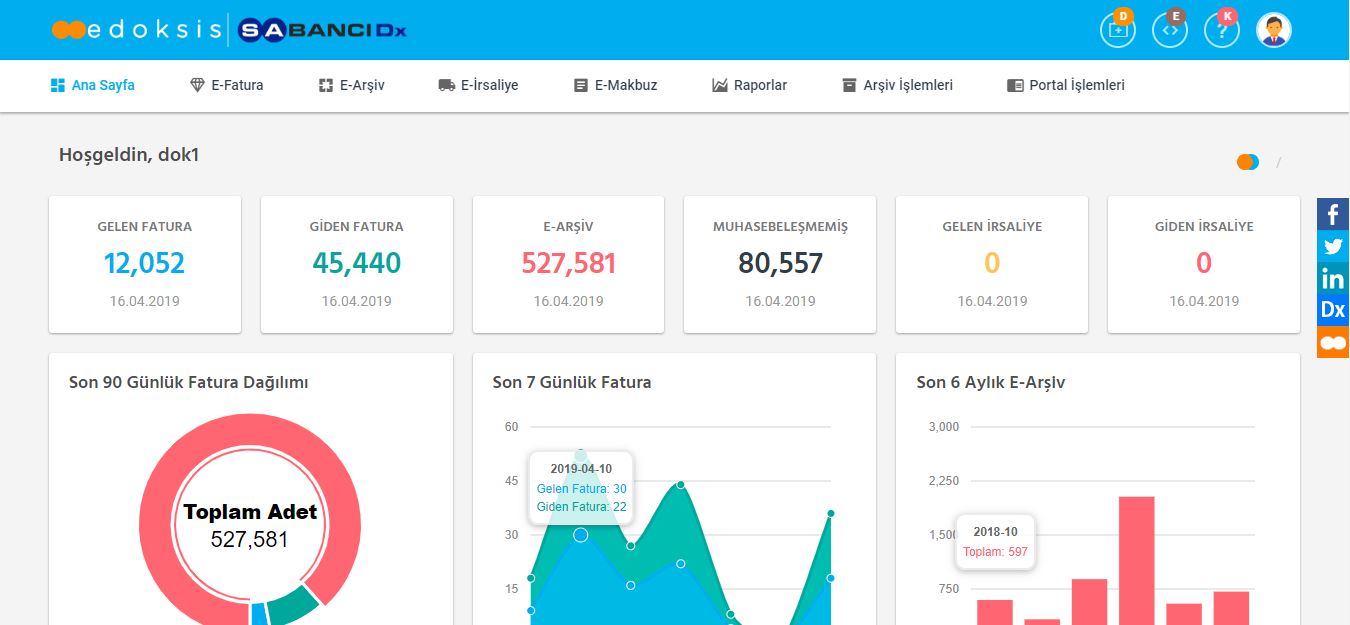 edoksis SABANCI Dx
D E K
Ana Sayfa E-Fatura E-Arşiv E-İrsaliye E-Makbuz Raporlar Arşiv İşlemleri Portal İşlemleri
Hoşgeldin, dok1
/
GELEN FATURA
12,052
16.04.2019
GİDEN FATURA
45,440
16.04.2019
E-ARŞİV
527,581
16.04.2019
MUHASEBELEŞMEMİŞ
80,557
16.04.2019
GELEN İRSALİYE
0
16.04.2019
GİDEN İRSALİYE
0
16.04.2019
f
in
Dx
Son 90 Günlük Fatura Dağılımı
Toplam Adet
527,581
Son 7 Günlük Fatura
60
45
30
15
2019-04-10
Gelen Fatura: 30
Giden Fatura: 22
Son 6 Aylık E-Arşiv
3,000
2,250
1,500
750
2018-10
Toplam: 597